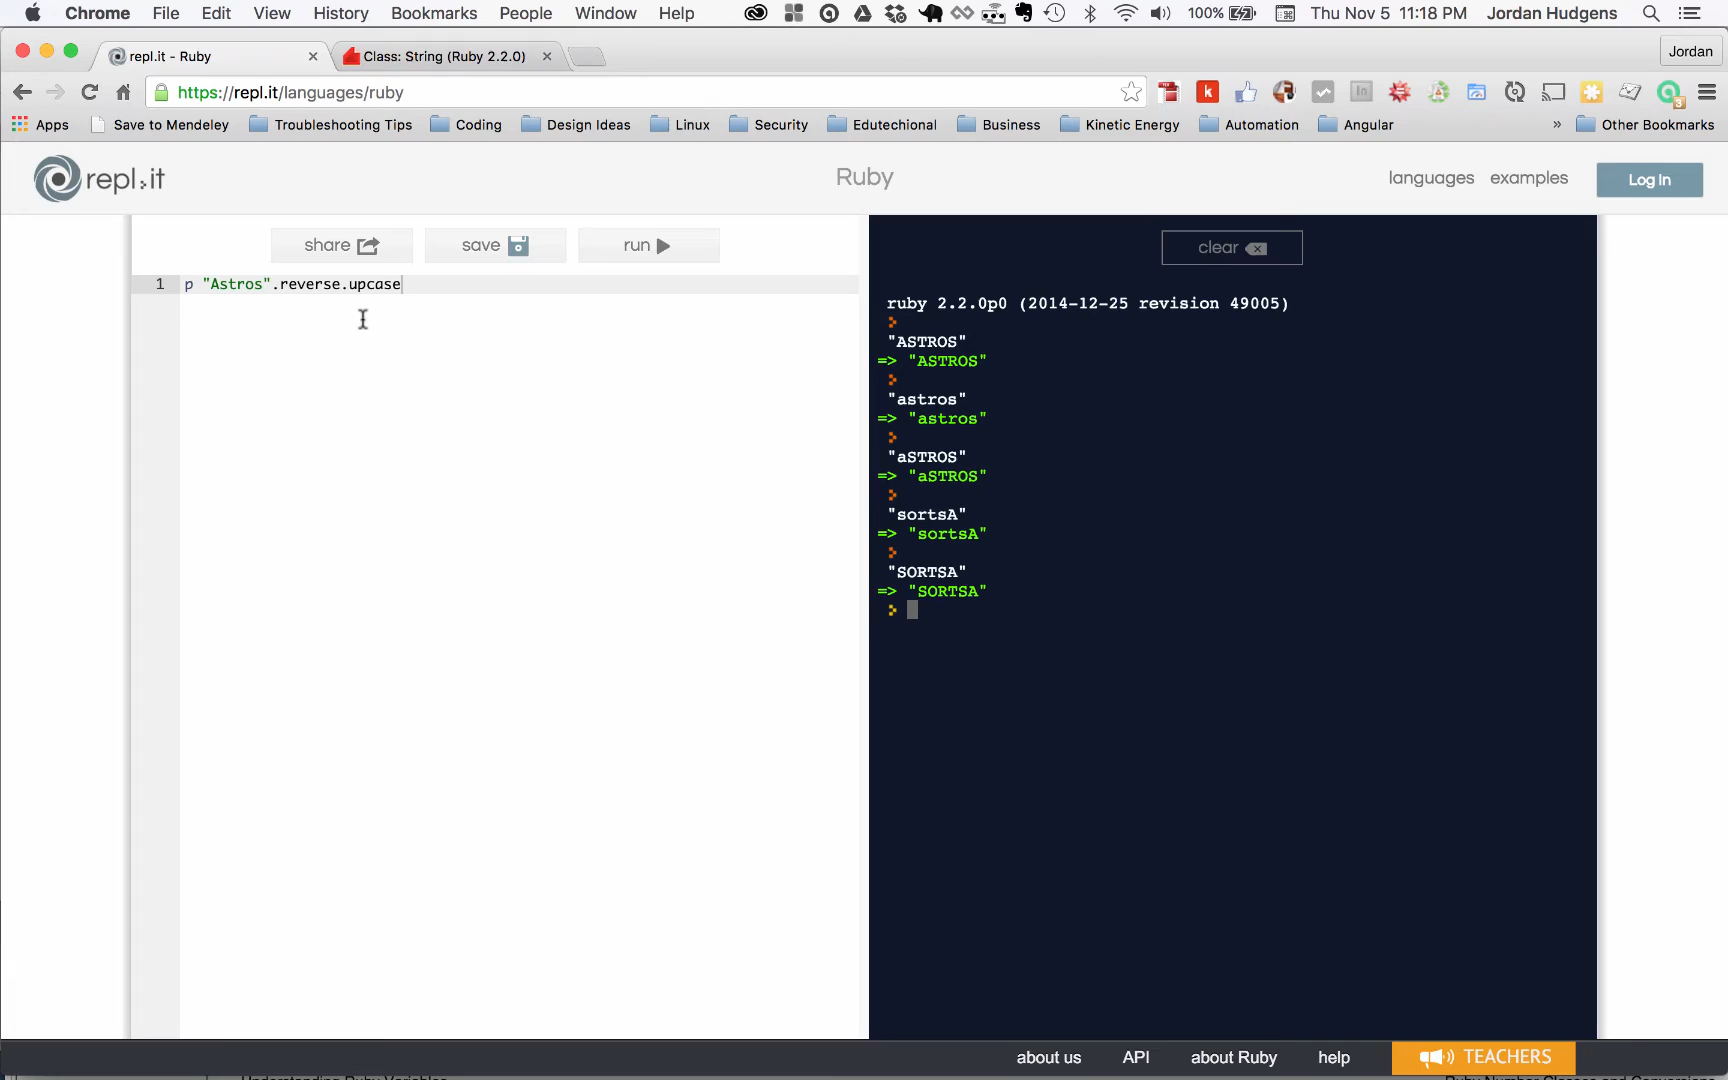 Chrome File Edit View History Bookmarks People Window Help 100% Thu Nov 5 11:18 PM Jordan Hudgens
repl.it - Ruby Class: String (Ruby 2.2.0) Jordan
https://repl.it/languages/ruby
Apps Save to Mendeley Troubleshooting Tips Coding Design Ideas Linux Security Edutechional Business Kinetic Energy Automation Angular » Other Bookmarks
repl.it Ruby languages examples Log In
share save run clear
1 p "Astros".reverse.upcase
ruby 2.2.0p0 (2014-12-25 revision 49005)
"ASTROS"
=> "ASTROS"
"astros"
=> "astros"
"aSTROS"
=> "aSTROS"
"sortsA"
=> "sortsA"
"SORTSA"
=> "SORTSA"
about us API about Ruby help TEACHERS